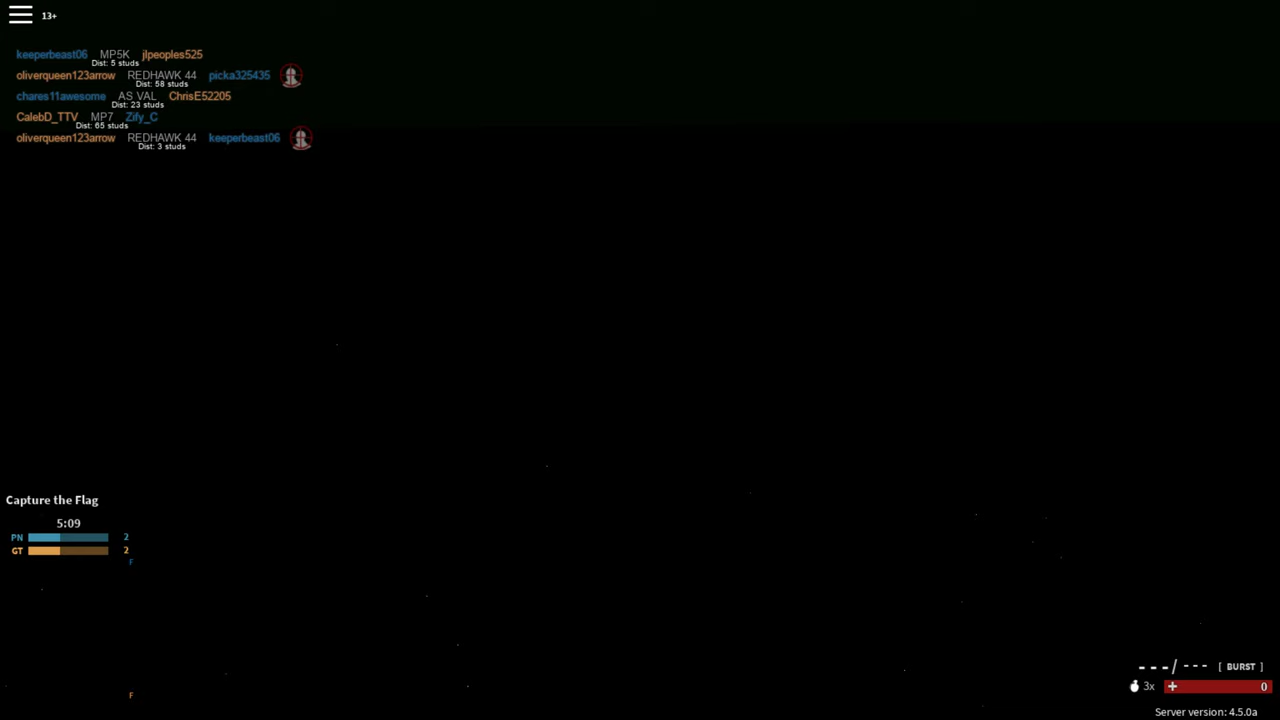 13+
keeperbeast06 MP5K jlpeoples525
Dist: 5 studs
oliverqueen123arrow REDHAWK 44 picka325435
Dist: 58 studs
chares11awesome AS VAL ChrisE52205
Dist: 23 studs
CalebD_TTV MP7 Zify_C
Dist: 65 studs
oliverqueen123arrow REDHAWK 44 keeperbeast06
Dist: 3 studs
Capture the Flag
5:09
PN 2
GT 2
F
F
---/--- [ BURST ]
3x 0
Server version: 4.5.0a